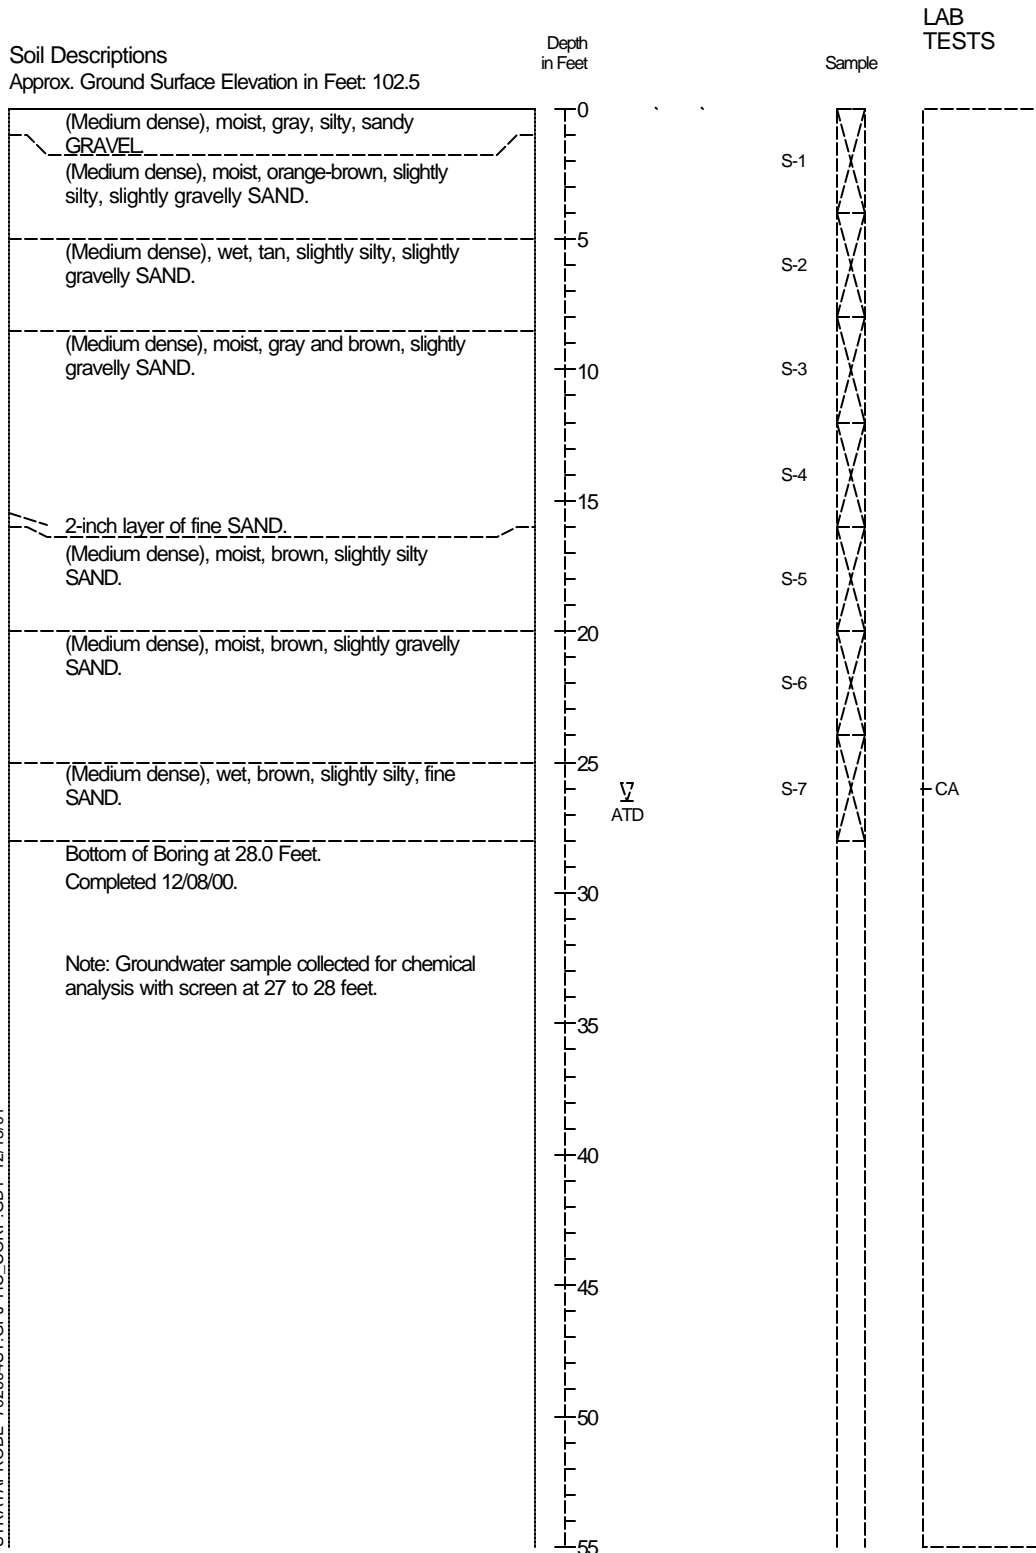 LAB
TESTS
Soil Descriptions
Depth
in Feet
Sample
Approx. Ground Surface Elevation in Feet: 102.5
0
(Medium dense), moist, gray, silty, sandy
GRAVEL.
S-1
(Medium dense), moist, orange-brown, slightly
silty, slightly gravelly SAND.
5
(Medium dense), wet, tan, slightly silty, slightly
gravelly SAND.
S-2
(Medium dense), moist, gray and brown, slightly
gravelly SAND.
10
S-3
S-4
15
2-inch layer of fine SAND.
(Medium dense), moist, brown, slightly silty
SAND.
S-5
20
(Medium dense), moist, brown, slightly gravelly
SAND.
S-6
25
(Medium dense), wet, brown, slightly silty, fine
SAND.
ATD
S-7
CA
Bottom of Boring at 28.0 Feet.
Completed 12/08/00.
30
Note: Groundwater sample collected for chemical
analysis with screen at 27 to 28 feet.
35
40
45
50
55